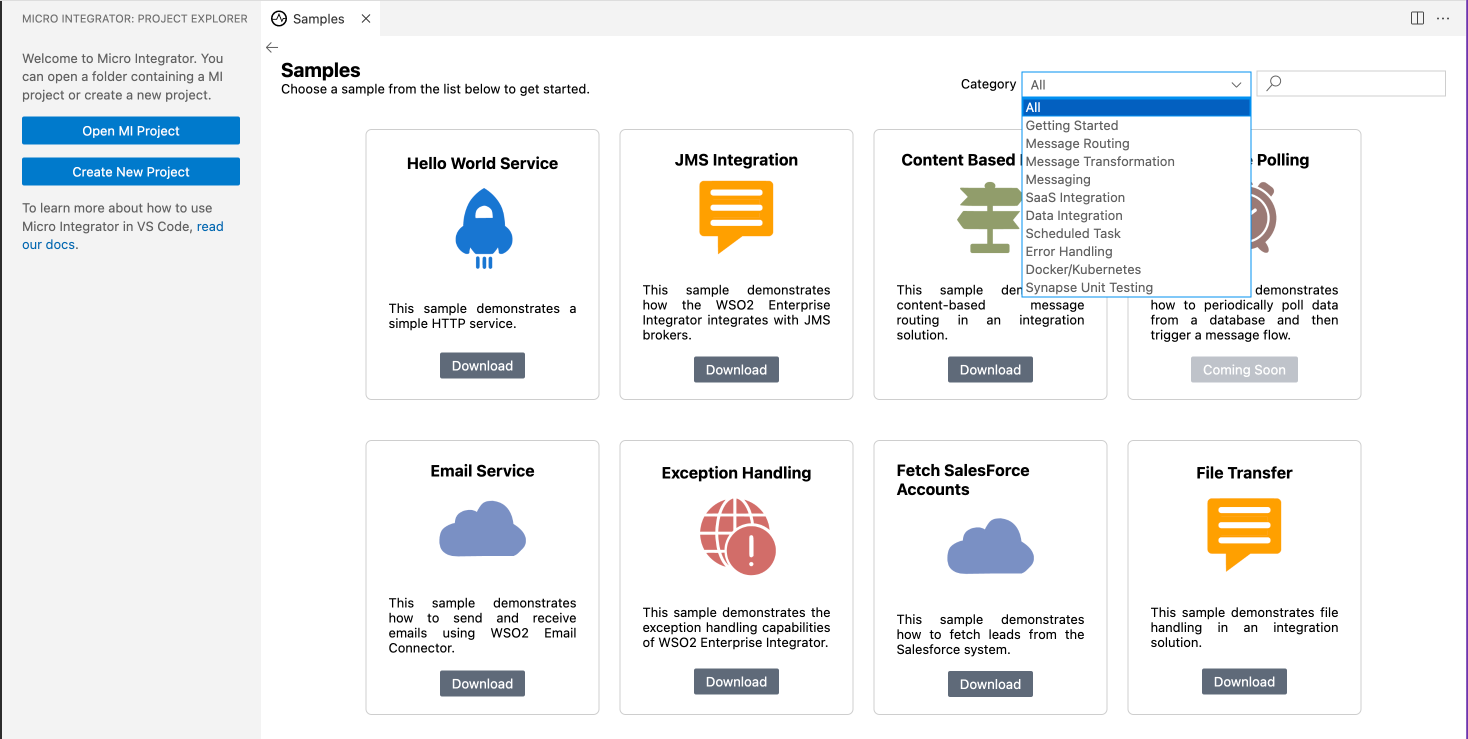 MICRO INTEGRATOR: PROJECT EXPLORER
Samples
Welcome to Micro Integrator. You
can open a folder containing a MI
project or create a new project.
Open MI Project
Create New Project
To learn more about how to use
Micro Integrator in VS Code, read
our docs.
Samples
Choose a sample from the list below to get started.
Category
All
All
Getting Started
Message Routing
Message Transformation
Messaging
SaaS Integration
Data Integration
Scheduled Task
Error Handling
Docker/Kubernetes
Synapse Unit Testing
Hello World Service
This sample demonstrates a
simple HTTP service.
Download
JMS Integration
This sample demonstrates
how the WSO2 Enterprise
Integrator integrates with JMS
brokers.
Download
Content Based
This sample
content-based message
routing in an integration
solution.
Download
Polling
demonstrates
how to periodically poll data
from a database and then
trigger a message flow.
Coming Soon
Email Service
This sample demonstrates
how to send and receive
emails using WSO2 Email
Connector.
Download
Exception Handling
This sample demonstrates the
exception handling capabilities
of WSO2 Enterprise Integrator.
Download
Fetch SalesForce
Accounts
This sample demonstrates
how to fetch leads from the
Salesforce system.
Download
File Transfer
This sample demonstrates file
handling in an integration
solution.
Download